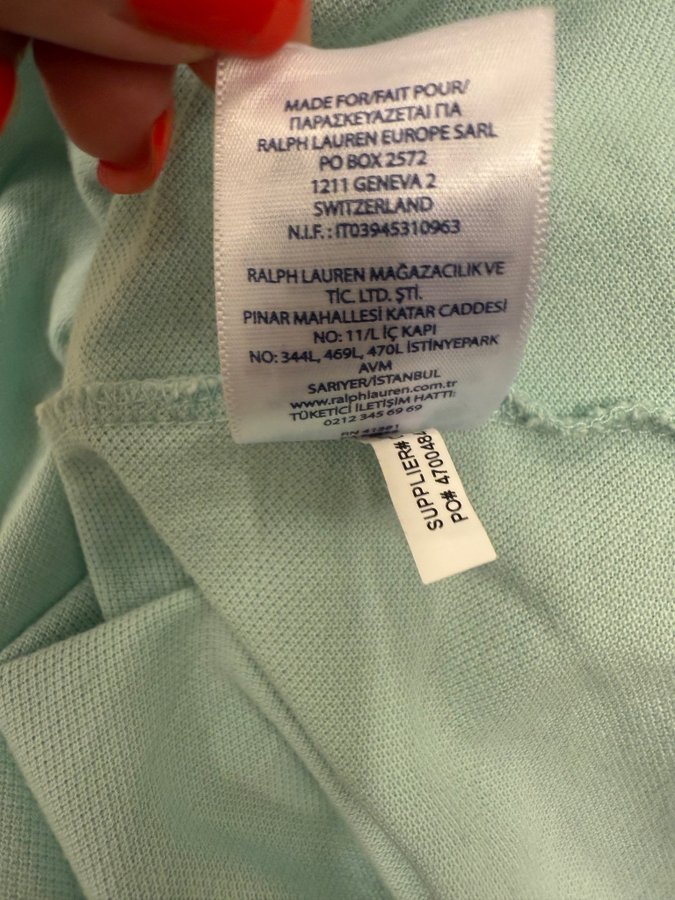 MADE FOR/FAIT POUR/
ΠΑΡΑΣΚΕΥΑΖΕΤΑΙ ΓΙΑ
RALPH LAUREN EUROPE SARL
PO BOX 2572
1211 GENEVA 2
SWITZERLAND
N.I.F. : IT03945310963
RALPH LAUREN MAĞAZACILIK VE
TİC. LTD. ŞTİ.
PINAR MAHALLESİ KATAR CADDESİ
NO: 11/L İÇ KAPI
NO: 344L, 469L, 470L İSTİNYEPARK
AVM
SARIYER/İSTANBUL
www.ralphlauren.com.tr
TÜKETİCİ İLETİŞİM HATTI:
0212 345 69 69
RN 41381
SUPPLIER#
PO# 470048